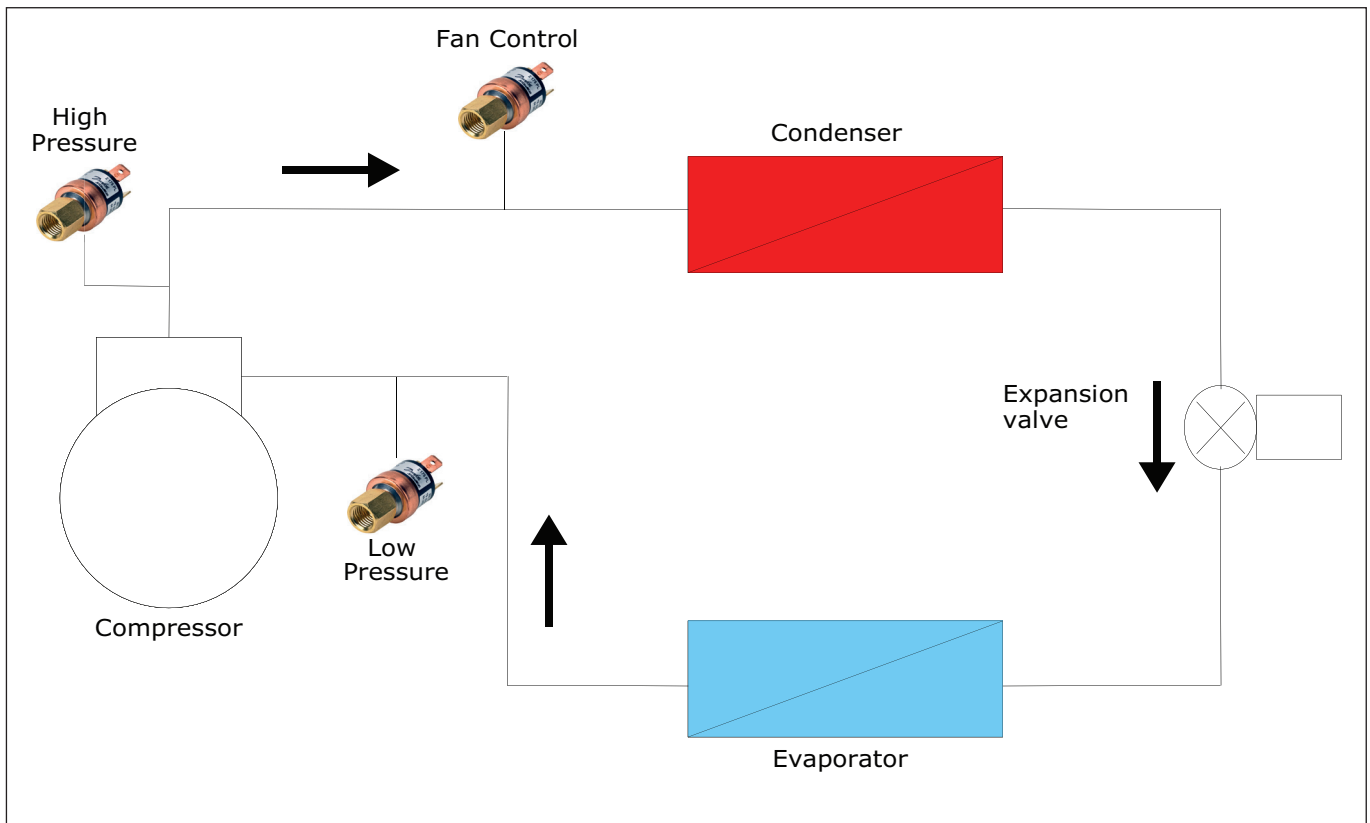 Fan Control
High
Pressure
Condenser
Expansion
valve
Low
Pressure
Compressor
Evaporator